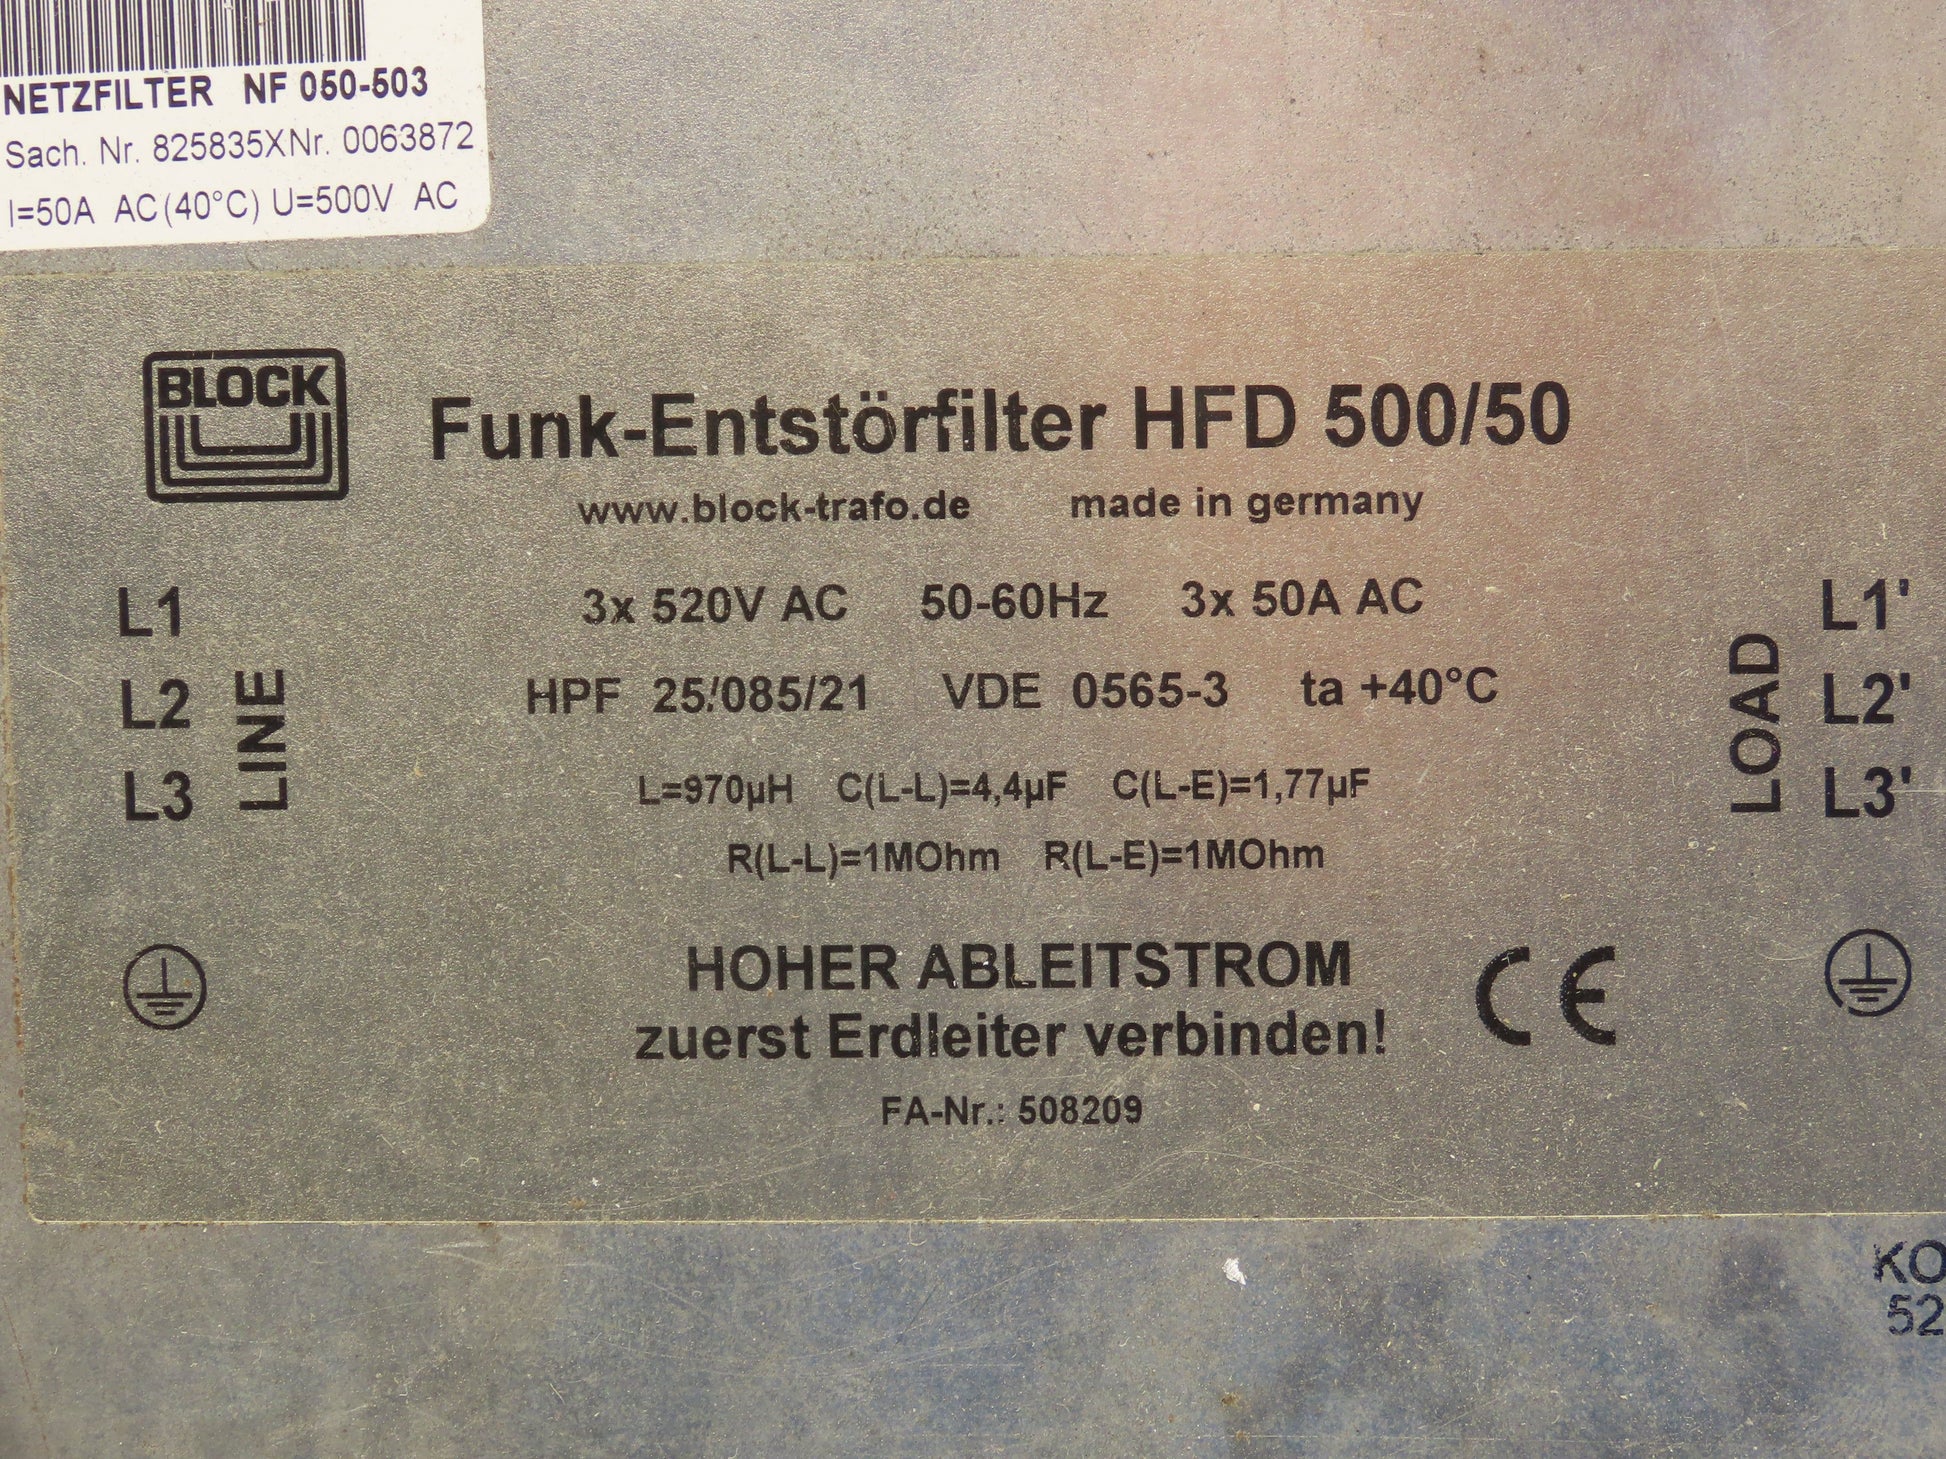 NETZFILTER NF 050-503
Sach. Nr. 825835XNr. 0063872
I=50A AC(40°C) U=500V AC
BLOCK
Funk-Entstörfilter HFD 500/50
www.block-trafo.de made in germany
L1 3x 520V AC 50-60Hz 3x 50A AC L1'
L2 LINE HPF 25/085/21 VDE 0565-3 ta +40°C LOAD L2'
L3 L=970µH C(L-L)=4,4µF C(L-E)=1,77µF L3'
R(L-L)=1MOhm R(L-E)=1MOhm
HOHER ABLEITSTROM CE
zuerst Erdleiter verbinden!
FA-Nr.: 508209
KO
52